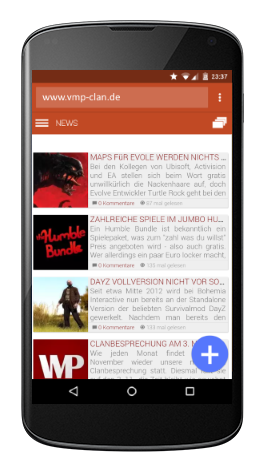 23:37
www.vmp-clan.de
NEWS
MAPS FÜR EVOLE WERDEN NICHTS ...
Bei den Kollegen von Ubisoft, Activision
und EA stellen sich beim Wort gratis
unwillkürlich die Nackenhaare auf, doch
Evolve Entwickler Turtle Rock geht bei den
0 Kommentare 67 mal gelesen
ZAHLREICHE SPIELE IM JUMBO HU...
Ein Humble Bundle ist bekanntlich ein
Spielepaket, was zum "zahl was du willst"
Preis angeboten wird - also auch gratis.
Wer allerdings ein paar Euro locker macht,
0 Kommentare 135 mal gelesen
Humble
Bundle
DAYZ VOLLVERSION NICHT VOR SO...
Seit etwa Mitte 2012 wird bei Bohemia
Interactive nun bereits an der Standalone
Version der beliebten Survivalmod DayZ
gewerkelt. Nachdem man bereits den
0 Kommentare 144 mal gelesen
WP
CLANBESPRECHUNG AM 3.
Wie jeden Monat findet
November wieder unsere
Clanbesprechung statt. Diesmal